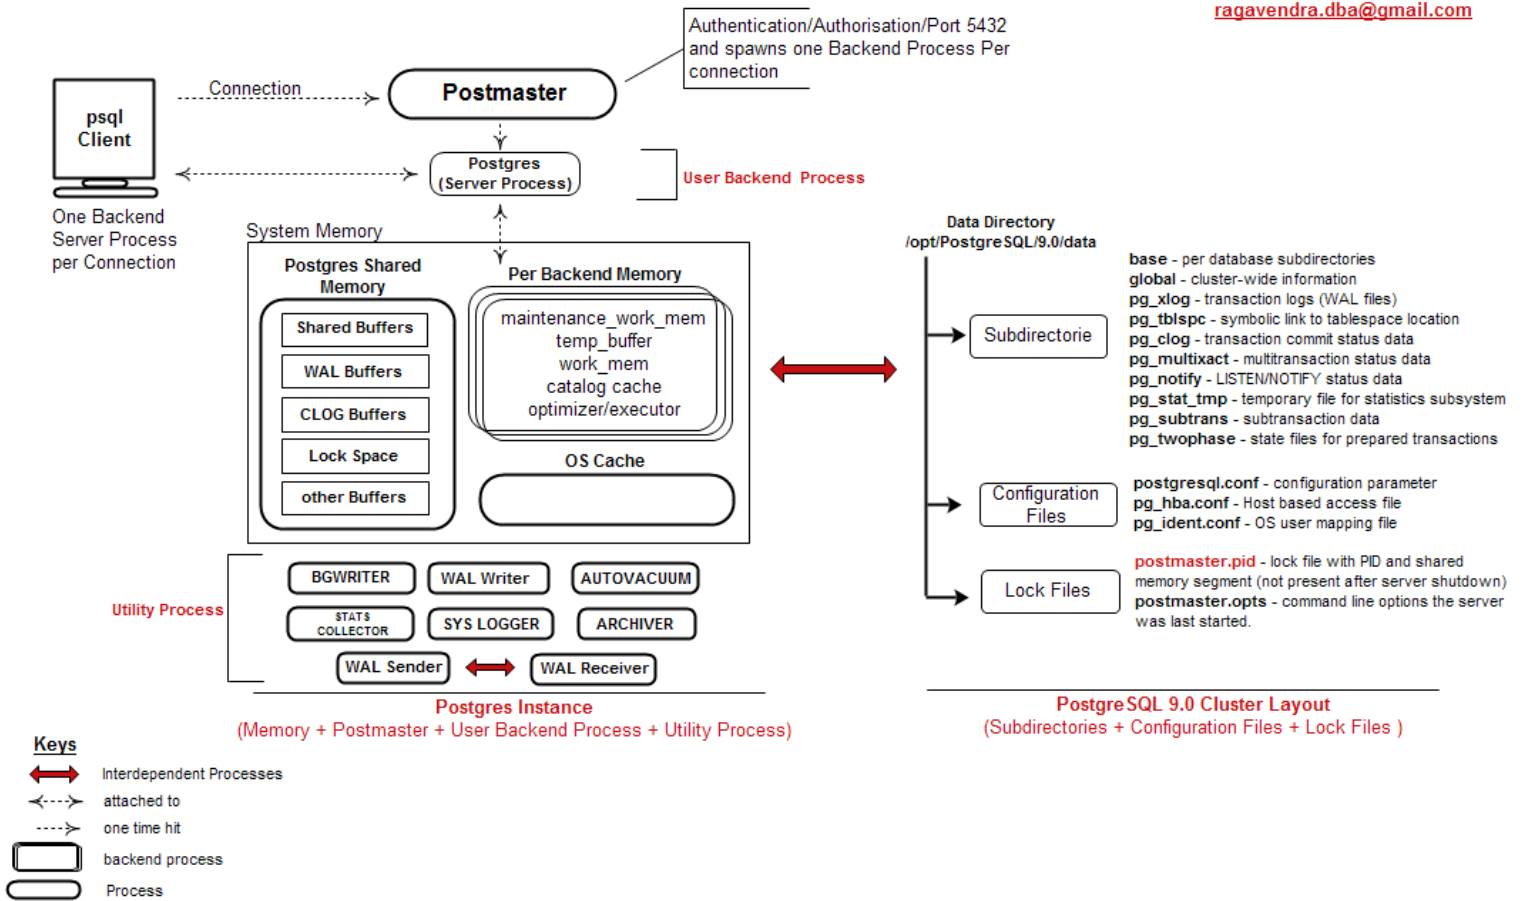 ragavendra.dba@gmail.com
Authentication/Authorisation/Port 5432
and spawns one Backend Process Per
connection
Connection
Postmaster
psql
Client
Postgres
(Server Process)
User Backend Process
One Backend
Server Process
per Connection
System Memory
Postgres Shared
Memory
Shared Buffers
WAL Buffers
CLOG Buffers
Lock Space
other Buffers
Per Backend Memory
maintenance_work_mem
temp_buffer
work_mem
catalog cache
optimizer/executor
OS Cache
Utility Process
BGWRITER
WAL Writer
AUTOVACUUM
STATS
COLLECTOR
SYS LOGGER
ARCHIVER
WAL Sender
WAL Receiver
Postgres Instance
(Memory + Postmaster + User Backend Process + Utility Process)
Data Directory
/opt/PostgreSQL/9.0/data
Subdirectorie
base - per database subdirectories
global - cluster-wide information
pg_xlog - transaction logs (WAL files)
pg_tblspc - symbolic link to tablespace location
pg_clog - transaction commit status data
pg_multixact - multitransaction status data
pg_notify - LISTEN/NOTIFY status data
pg_stat_tmp - temporary file for statistics subsystem
pg_subtrans - subtransaction data
pg_twophase - state files for prepared transactions
Configuration
Files
postgresql.conf - configuration parameter
pg_hba.conf - Host based access file
pg_ident.conf - OS user mapping file
Lock Files
postmaster.pid - lock file with PID and shared
memory segment (not present after server shutdown)
postmaster.opts - command line options the server
was last started.
PostgreSQL 9.0 Cluster Layout
(Subdirectories + Configuration Files + Lock Files )
Keys
Interdependent Processes
attached to
one time hit
backend process
Process